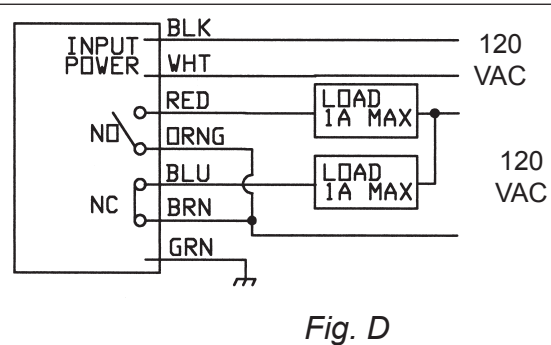 BLK
INPUT
POWER
WHT
120
VAC
RED
LOAD
1A MAX
NO
ORNG
BLU
LOAD
1A MAX
120
VAC
NC
BRN
GRN
Fig. D